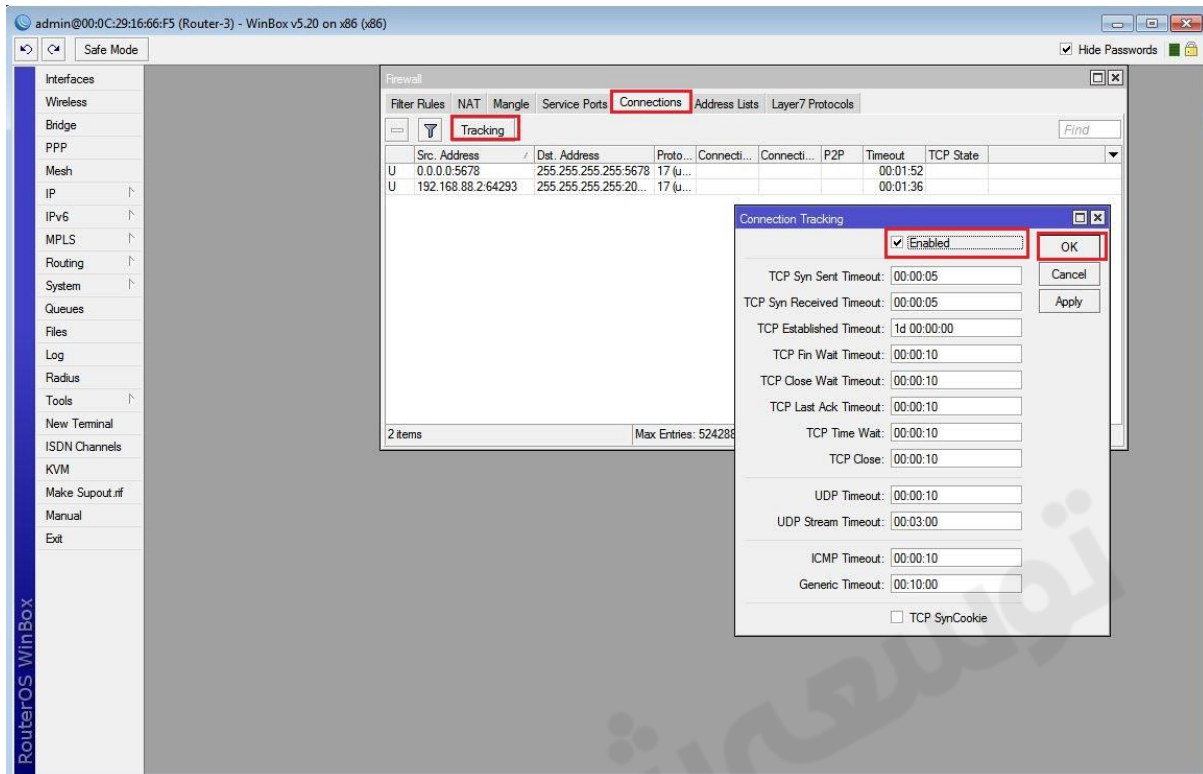 admin@00:0C:29:16:66:F5 (Router-3) - WinBox v5.20 on x86 (x86)
Safe Mode
Hide Passwords
Interfaces
Wireless
Bridge
PPP
Mesh
IP
IPv6
MPLS
Routing
System
Queues
Files
Log
Radius
Tools
New Terminal
ISDN Channels
KVM
Make Supout.rif
Manual
Exit
RouterOS WinBox
Firewall
Filter Rules NAT Mangle Service Ports Connections Address Lists Layer7 Protocols
Tracking Find
Src. Address Dst. Address Proto... Connecti... Connecti... P2P Timeout TCP State
U 0.0.0.0:5678 255.255.255.255:5678 17 (u... 00:01:52
U 192.168.88.2:64293 255.255.255.255:20... 17 (u... 00:01:36
2 items Max Entries: 524288
Connection Tracking
Enabled
OK
Cancel
Apply
TCP Syn Sent Timeout: 00:00:05
TCP Syn Received Timeout: 00:00:05
TCP Established Timeout: 1d 00:00:00
TCP Fin Wait Timeout: 00:00:10
TCP Close Wait Timeout: 00:00:10
TCP Last Ack Timeout: 00:00:10
TCP Time Wait: 00:00:10
TCP Close: 00:00:10
UDP Timeout: 00:00:10
UDP Stream Timeout: 00:03:00
ICMP Timeout: 00:00:10
Generic Timeout: 00:10:00
TCP SynCookie
توسعه